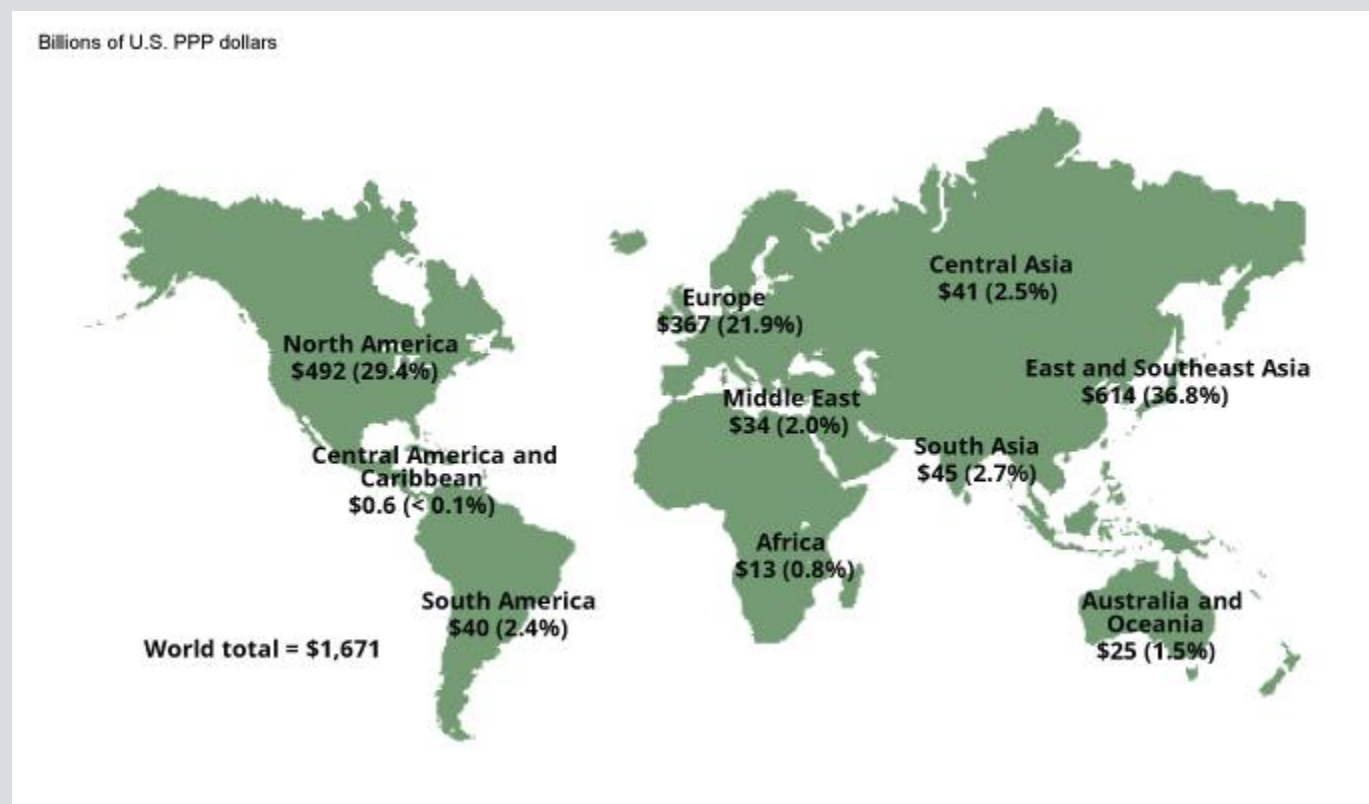 Billions of U.S. PPP dollars
Central Asia
$41 (2.5%)
Europe
$367 (21.9%)
North America
$492 (29.4%)
East and Southeast Asia
$614 (36.8%)
Middle East
$34 (2.0%)
South Asia
$45 (2.7%)
Central America and
Caribbean
$0.6 (< 0.1%)
Africa
$13 (0.8%)
South America
$40 (2.4%)
Australia and
Oceania
$25 (1.5%)
World total = $1,671